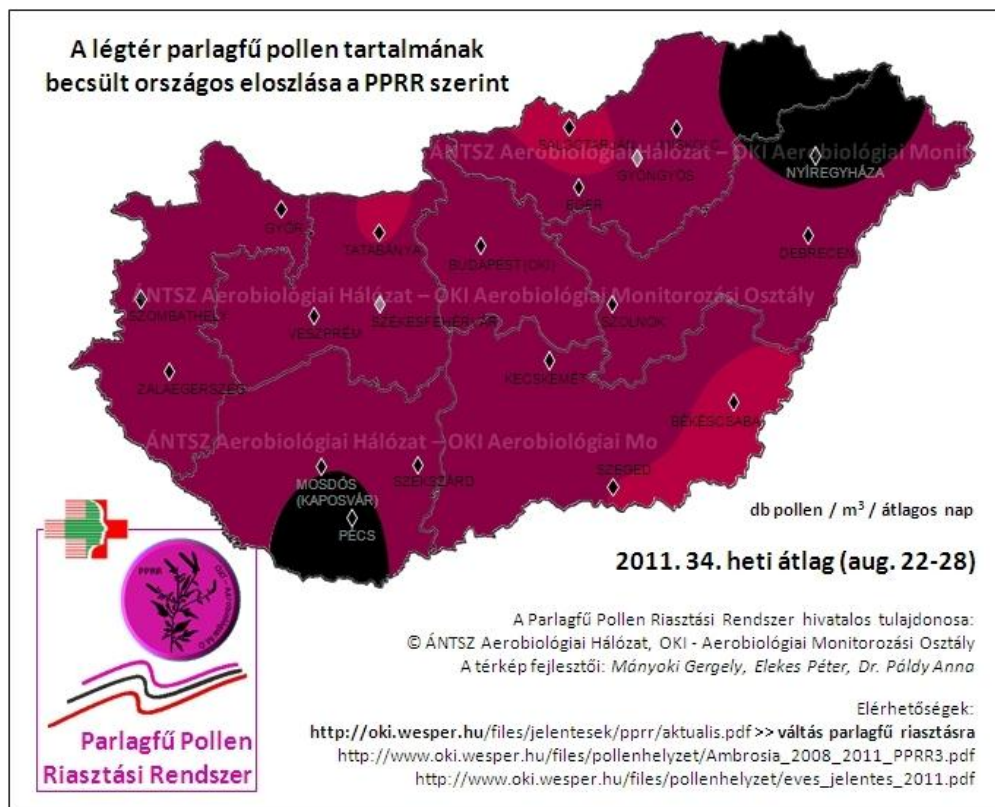 A légtér parlagfű pollen tartalmának
becsült országos eloszlása a PPRR szerint
ÁNTSZ Aerobiológiai Hálózat – OKI Aerobiológiai Monit
GYÖNGYÖS
NYÍREGYHÁZA
EGER
GYŐR
TATABÁNYA
BUDAPEST (OKI)
DEBRECEN
ÁNTSZ Aerobiológiai Hálózat – OKI Aerobiológiai Monitorozási Osztály
SZOMBATHELY
VESZPRÉM
SZÉKESFEHÉRVÁR
SZOLNOK
ZALAEGERSZEG
KECSKEMÉT
BÉKÉSCSABA
ÁNTSZ Aerobiológiai Hálózat – OKI Aerobiológiai Mo
MOSDÓS
(KAPOSVÁR)
SZEKSZÁRD
SZEGED
PÉCS
db pollen / m³ / átlagos nap
2011. 34. heti átlag (aug. 22-28)
PPRR
Parlagfű Pollen
Riasztási Rendszer
A Parlagfű Pollen Riasztási Rendszer hivatalos tulajdonosa:
© ÁNTSZ Aerobiológiai Hálózat, OKI - Aerobiológiai Monitorozási Osztály
A térkép fejlesztői: Mányoki Gergely, Elekes Péter, Dr. Páldy Anna
Elérhetőségek:
http://oki.wesper.hu/files/jelentesek/pprr/aktualis.pdf >> váltás parlagfű riasztásra
http://www.oki.wesper.hu/files/pollenhelyzet/Ambrosia_2008_2011_PPRR3.pdf
http://www.oki.wesper.hu/files/pollenhelyzet/eves_jelentes_2011.pdf